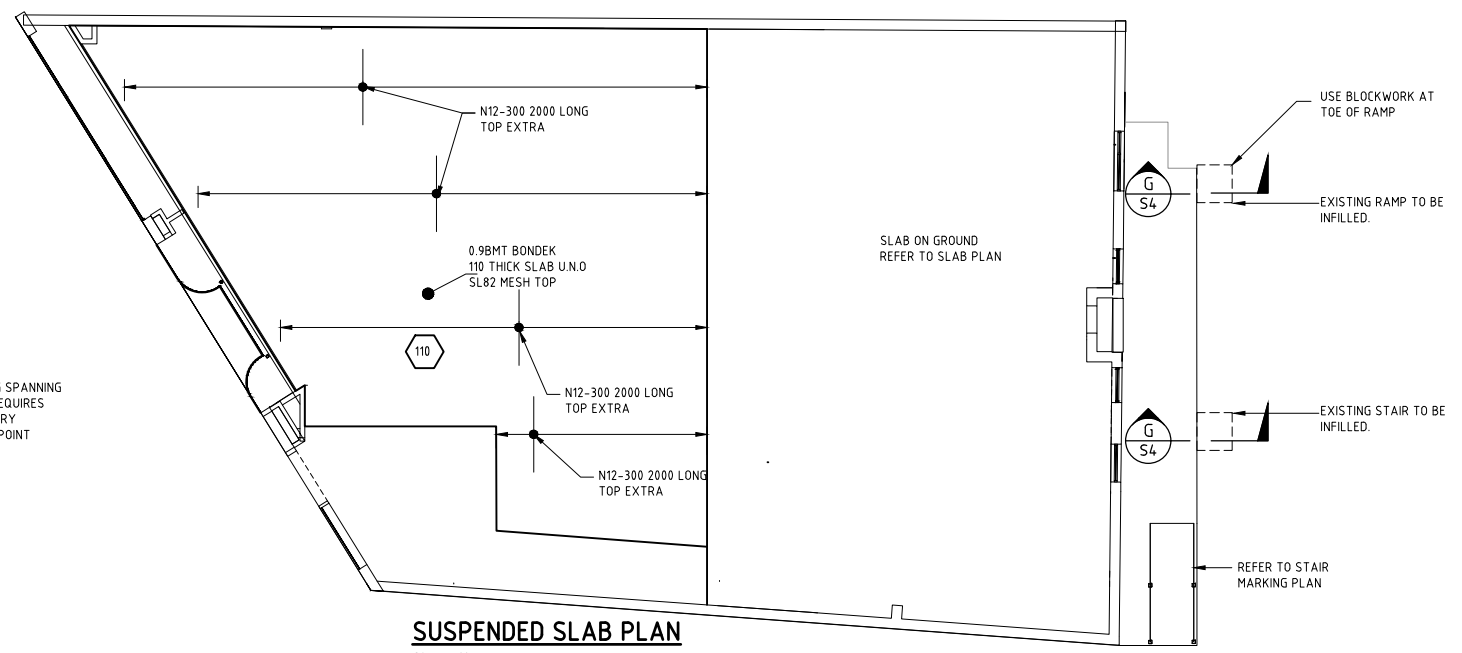 N12-300 2000 LONG
TOP EXTRA
USE BLOCKWORK AT
TOE OF RAMP
G
S4
EXISTING RAMP TO BE
INFILLED.
0.9BMT BONDEK
110 THICK SLAB U.N.O
SL82 MESH TOP
SLAB ON GROUND
REFER TO SLAB PLAN
110
SPANNING
EQUIRES
RY
POINT
N12-300 2000 LONG
TOP EXTRA
EXISTING STAIR TO BE
INFILLED.
G
S4
N12-300 2000 LONG
TOP EXTRA
REFER TO STAIR
MARKING PLAN
SUSPENDED SLAB PLAN